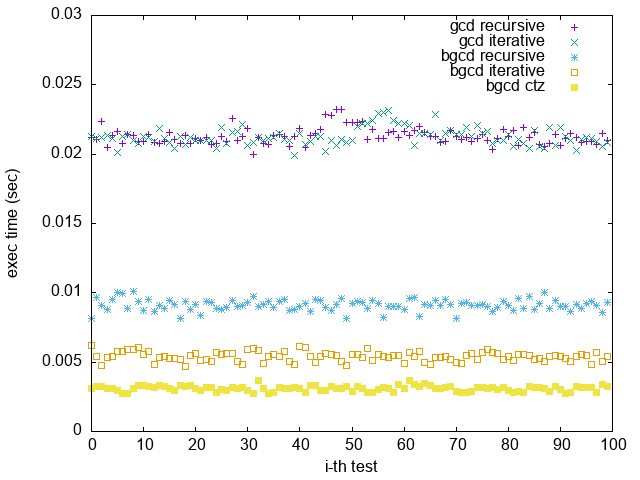 0.03
0.025
0.02
0.015
0.01
0.005
0
exec time (sec)
gcd recursive
gcd iterative
bgcd recursive
bgcd iterative
bgcd ctz
0 10 20 30 40 50 60 70 80 90 100
i-th test